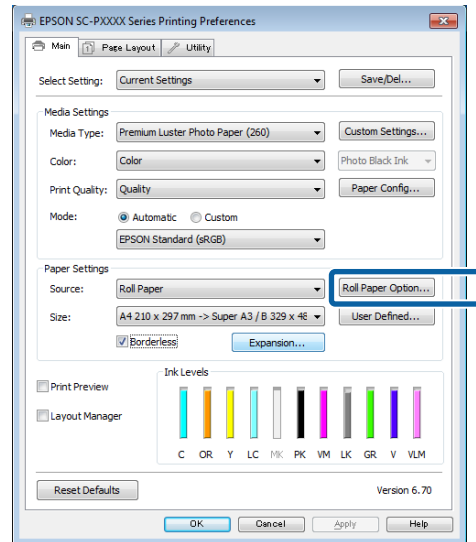 EPSON SC-PXXXX Series Printing Preferences
Main Page Layout Utility
Select Setting: Current Settings Save/Del...
Media Settings
Media Type: Premium Luster Photo Paper (260) Custom Settings...
Color: Color Photo Black Ink
Print Quality: Quality Paper Config...
Mode: Automatic Custom
EPSON Standard (sRGB)
Paper Settings
Source: Roll Paper Roll Paper Option...
Size: A4 210 x 297 mm -> Super A3 / B 329 x 48 User Defined...
Borderless Expansion...
Ink Levels
Print Preview
Layout Manager
C OR Y LC MK PK VM LK GR V VLM
Reset Defaults Version 6.70
OK Cancel Apply Help